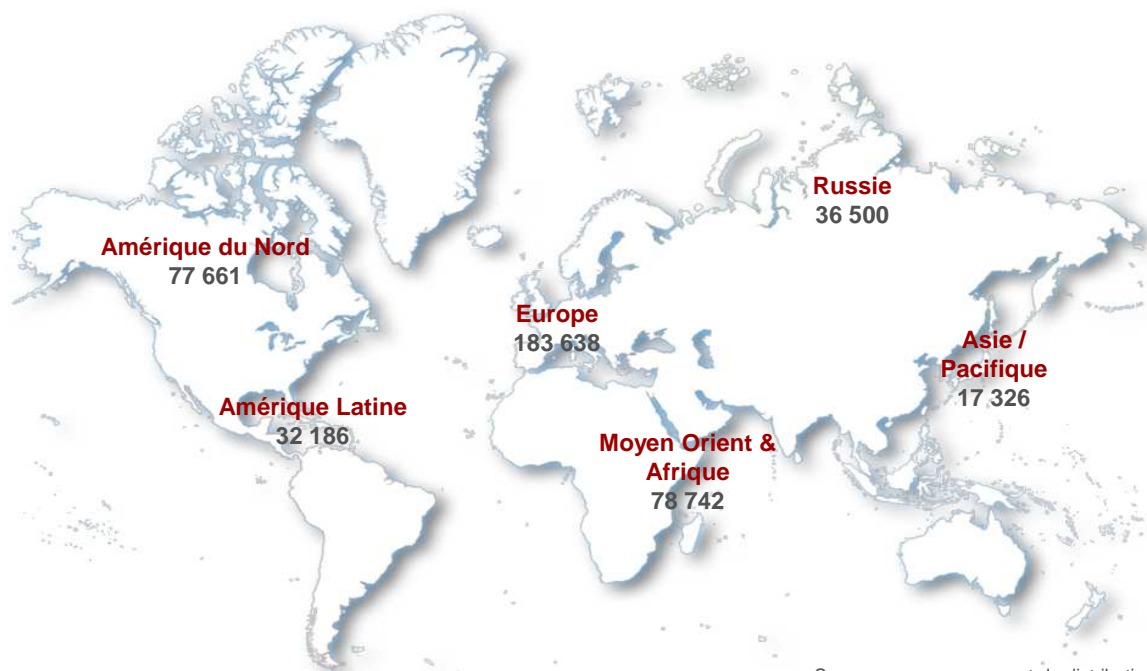 Russie
36 500
Amérique du Nord
77 661
Europe
183 638
Asie /
Pacifique
17 326
Amérique Latine
32 186
Moyen Orient &
Afrique
78 742